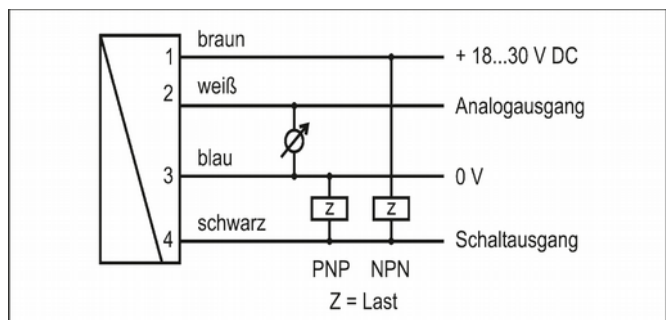 braun
1
+ 18...30 V DC
weiß
2
Analogausgang
blau
3
0 V
Z
Z
schwarz
4
Schaltausgang
PNP NPN
Z = Last